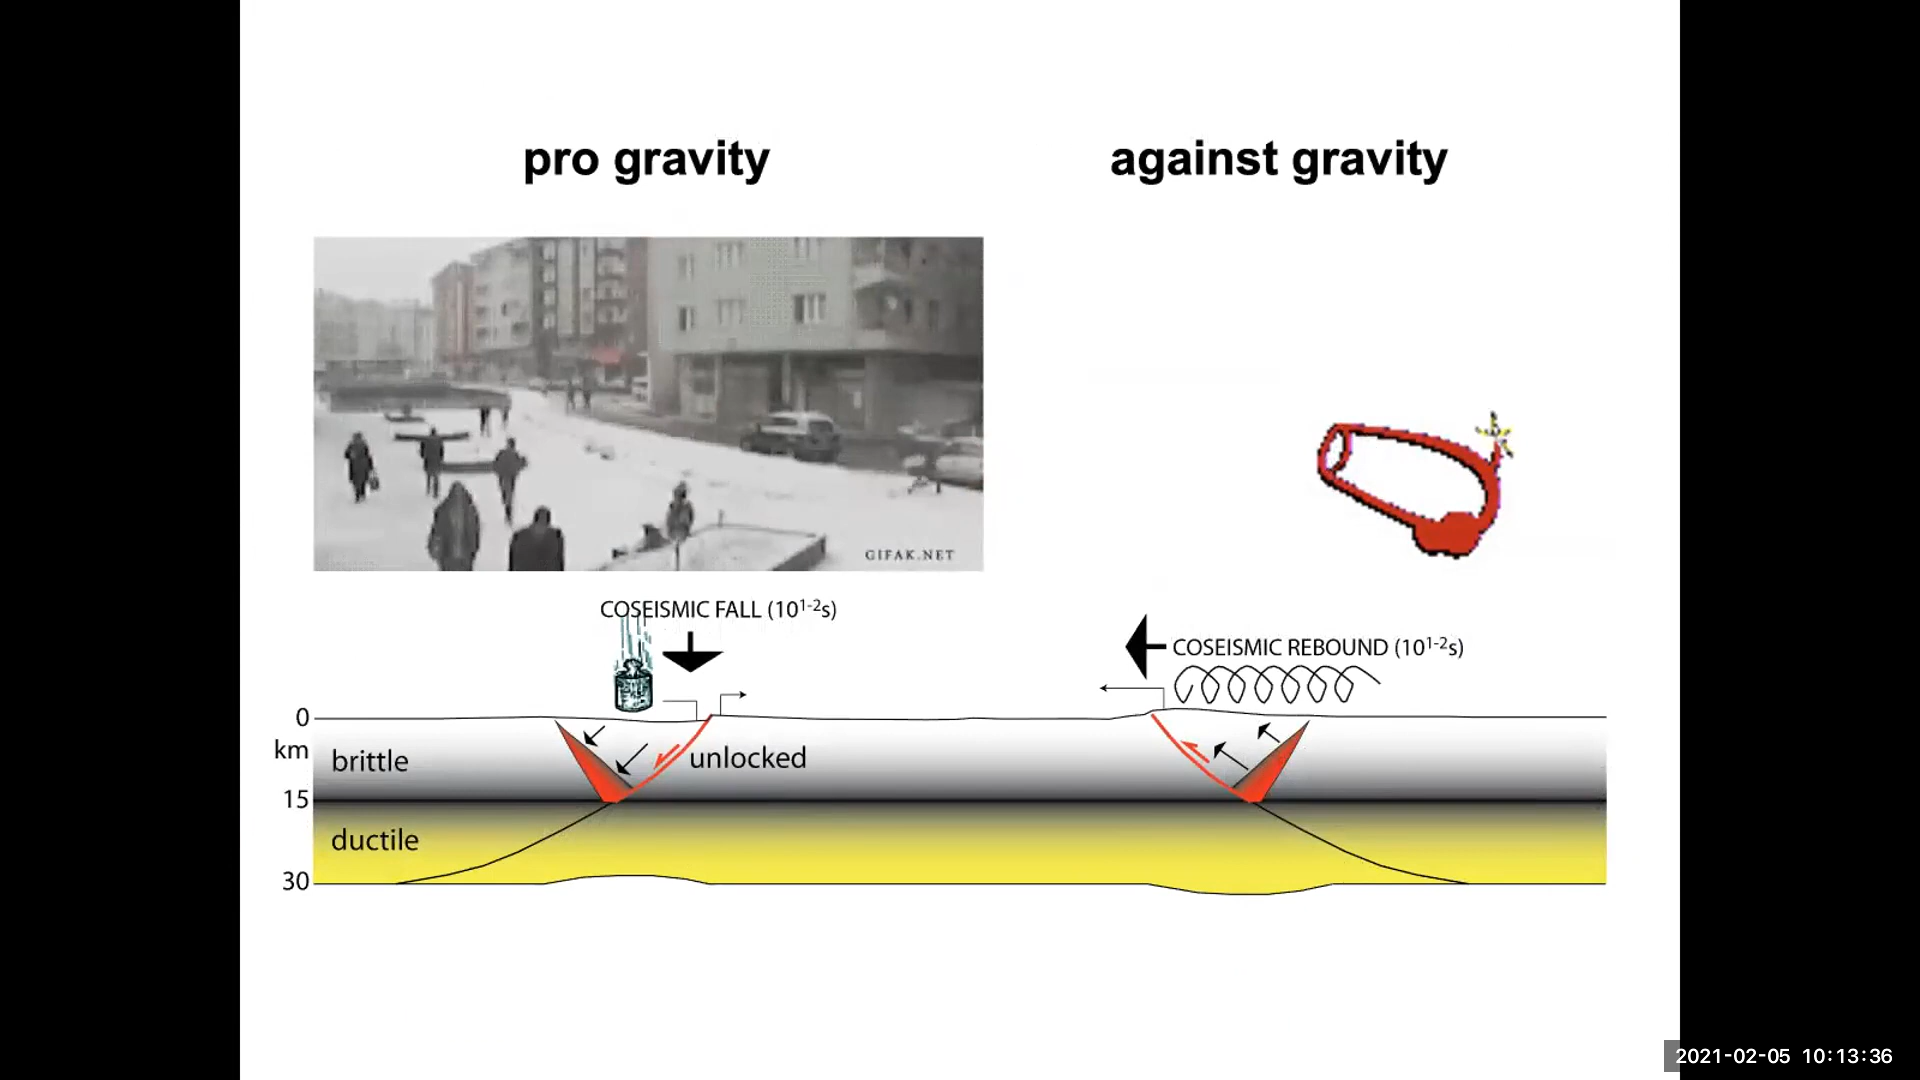 pro gravity
against gravity
GIFAK.NET
COSEISMIC FALL (10¹⁻²s)
COSEISMIC REBOUND (10¹⁻²s)
0
km
brittle
unlocked
15
ductile
30
2021-02-05 10:13:36